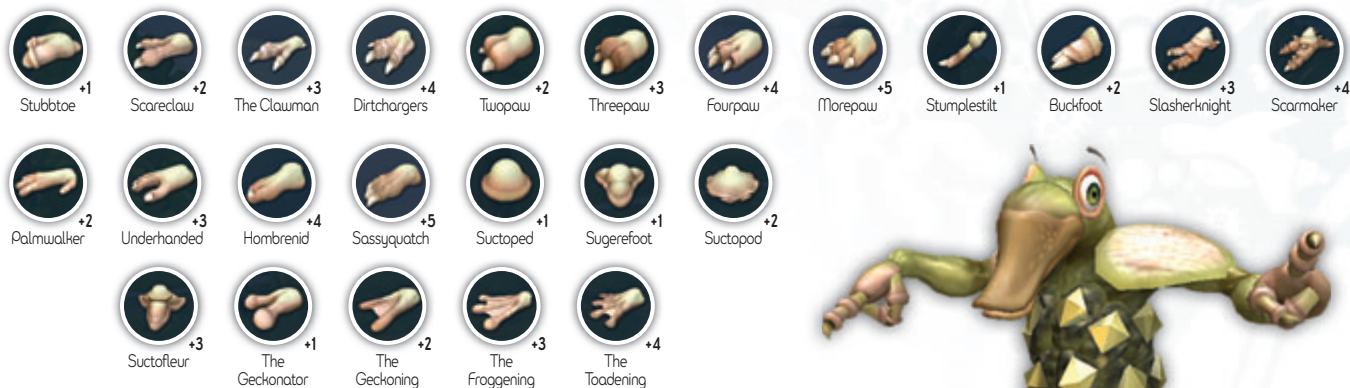 +1 +2 +3 +4 +2 +3 +4 +5 +1 +2 +3 +4
Stubbtoe Scareclaw The Clawman Dirtchargers Twopaw Threepaw Fourpaw Morepaw Stumplestilt Buckfoot Slasherknight Scarmaker
+2 +3 +4 +5 +1 +1 +2
Palmwalker Underhanded Hombrenid Sassyquatch Suctoped Sugerefoot Suctopod
+3 +1 +2 +3 +4
Suctofleur The The The The
Geckonator Geckoning Froggening Toadening